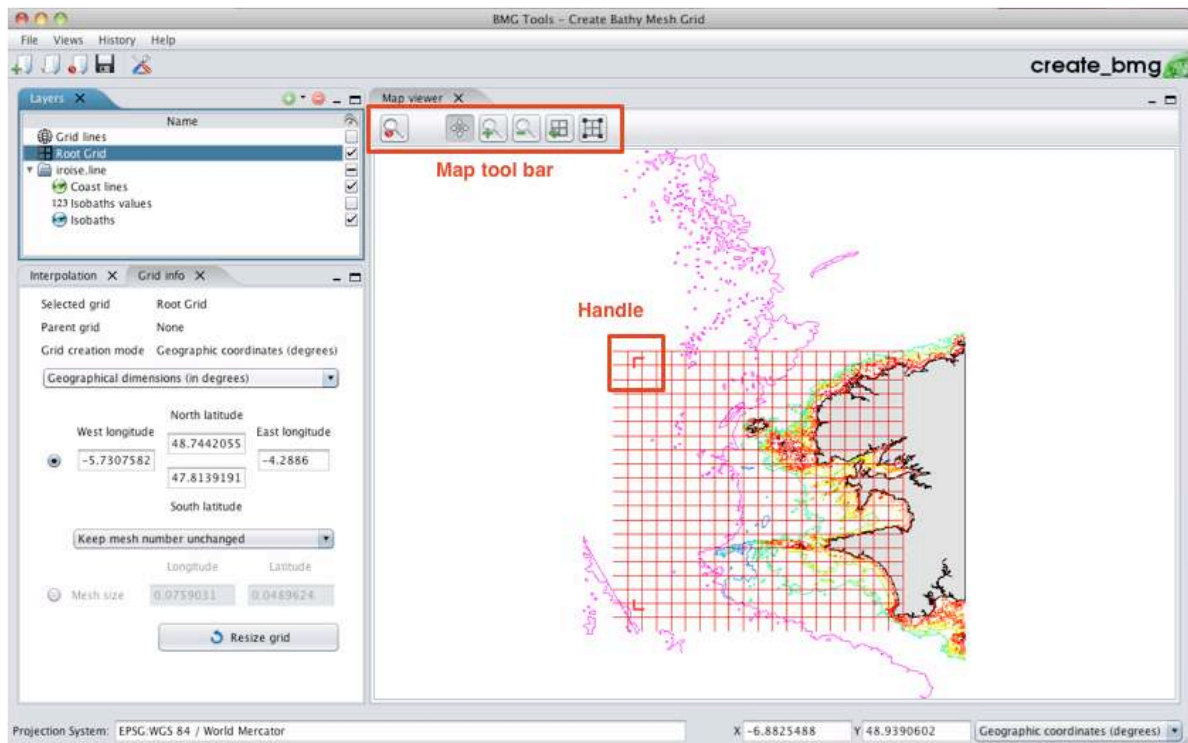 BMG Tools - Create Bathy Mesh Grid
File Views History Help
create_bmg
Layers X
Map viewer X
Name
Grid lines
Root Grid
iroise.line
Coast lines
123 Isobaths values
Isobaths
Map tool bar
Interpolation X Grid info X
Selected grid Root Grid
Parent grid None
Grid creation mode Geographic coordinates (degrees)
Geographical dimensions (in degrees)
North latitude
West longitude East longitude
48.7442055
-5.7307582 -4.2886
47.8139191
South latitude
Keep mesh number unchanged
Longitude Latitude
Mesh size 0.0759031 0.0489624
Resize grid
Handle
Projection System: EPSG:WGS 84 / World Mercator X -6.8825488 Y 48.9390602 Geographic coordinates (degrees)